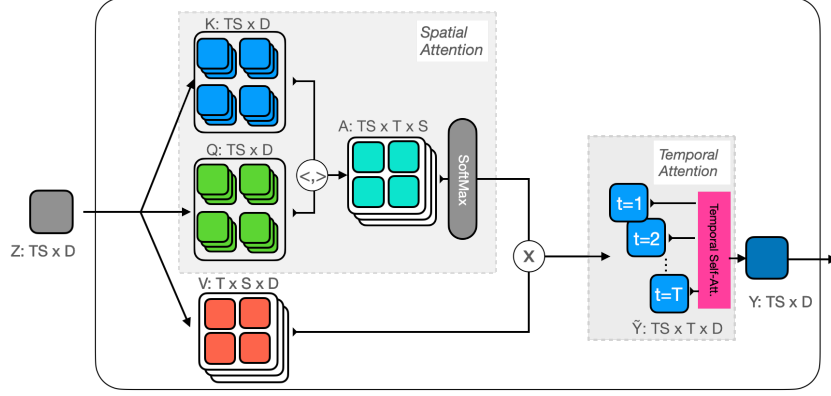 K: TS x D
Spatial
Attention
Q: TS x D
A: TS x T x S
<,>
SoftMax
Z: TS x D
V: T x S x D
X
Temporal
Attention
t=1
t=2
t=T
Temporal Self-Att.
Ỹ: TS x T x D
Y: TS x D